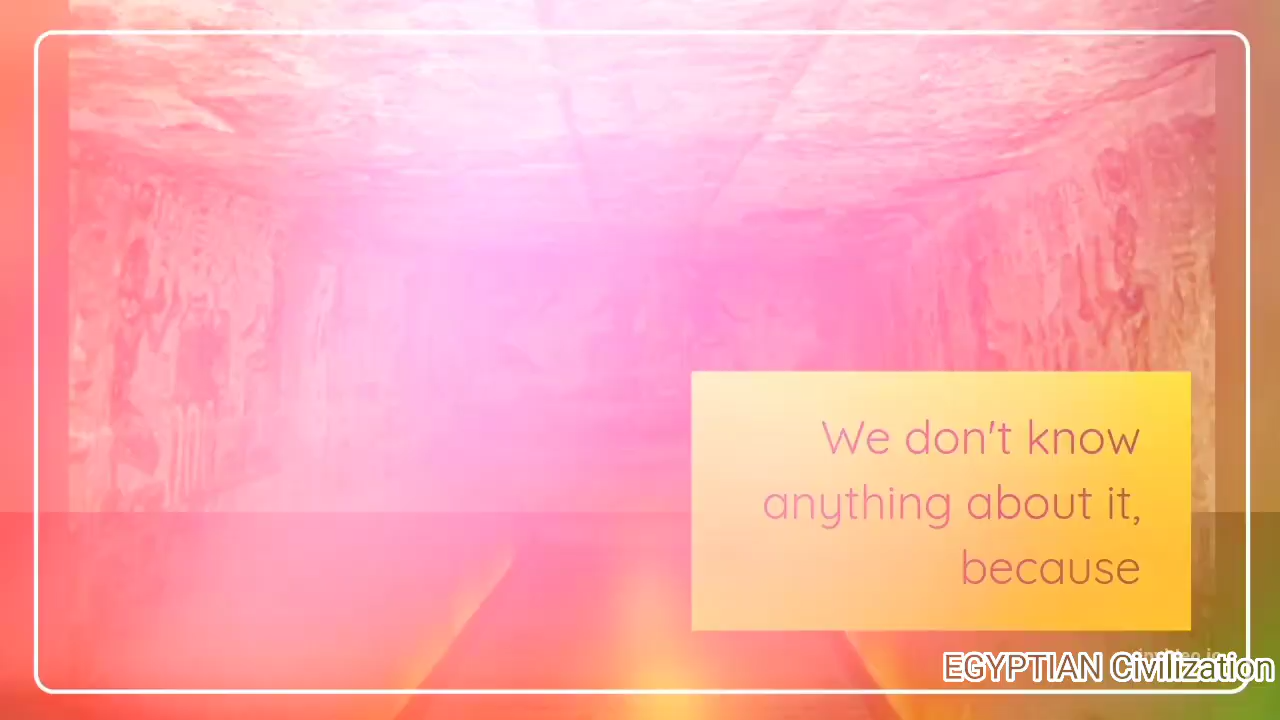 We don't know
anything about it,
because
EGYPTIAN Civilization